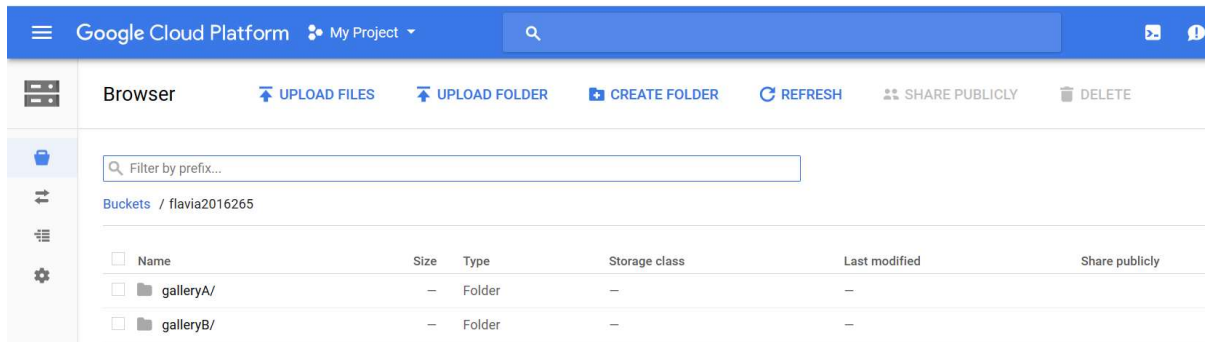 Google Cloud Platform My Project
Browser UPLOAD FILES UPLOAD FOLDER CREATE FOLDER REFRESH SHARE PUBLICLY DELETE
Filter by prefix...
Buckets / flavia2016265
Name Size Type Storage class Last modified Share publicly
galleryA/ — Folder — —
galleryB/ — Folder — —